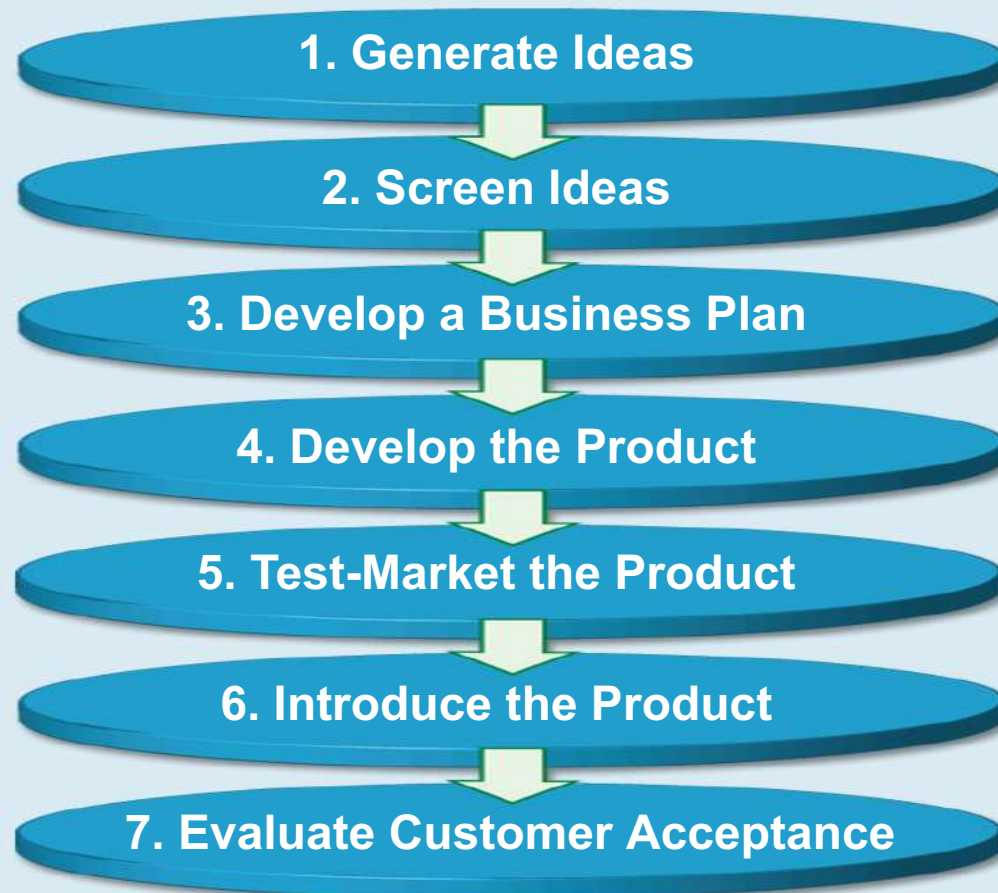 1. Generate Ideas
2. Screen Ideas
3. Develop a Business Plan
4. Develop the Product
5. Test-Market the Product
6. Introduce the Product
7. Evaluate Customer Acceptance